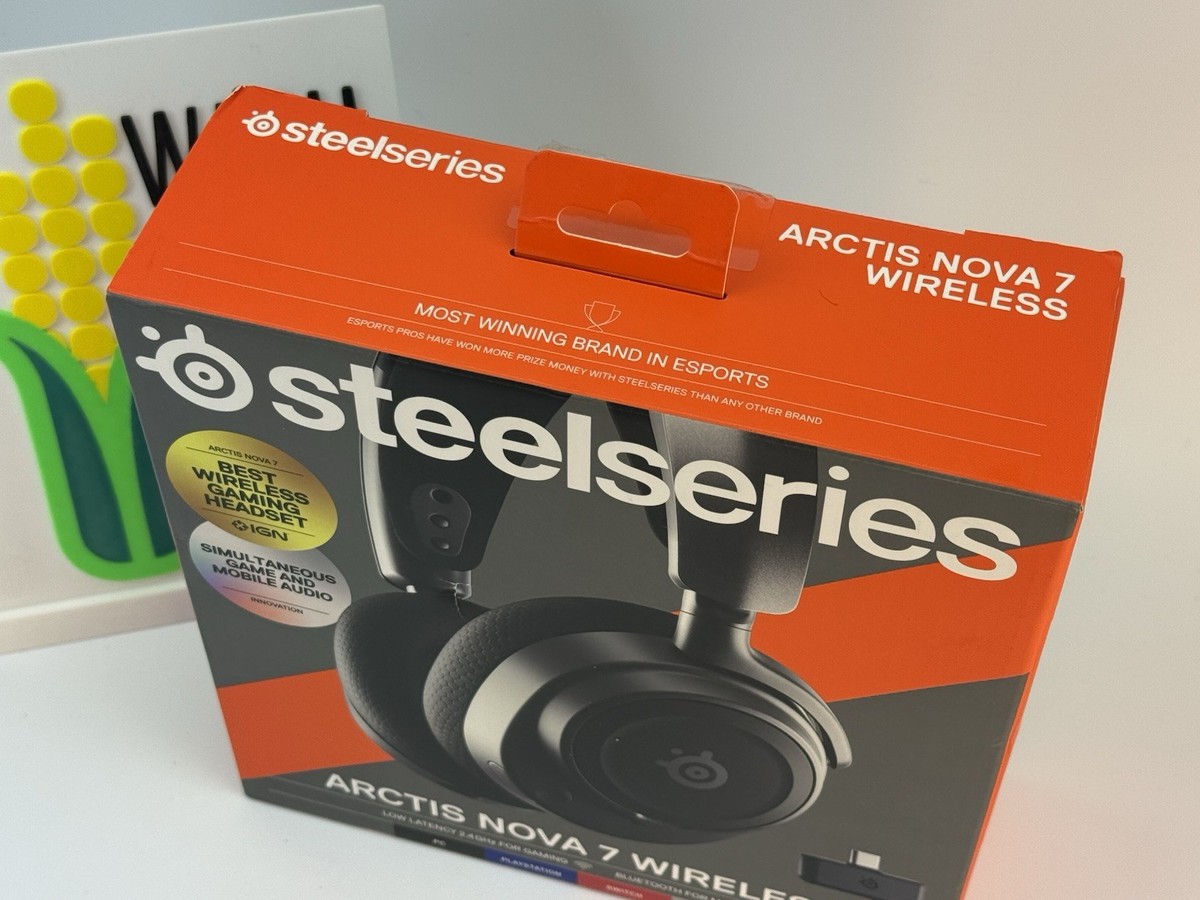 steelseries
ARCTIS NOVA 7
WIRELESS
MOST WINNING BRAND IN ESPORTS
ESPORTS PROS HAVE WON MORE PRIZE MONEY WITH STEELSERIES THAN ANY OTHER BRAND
steelseries
ARCTIS NOVA 7
BEST
WIRELESS
GAMING
HEADSET
IGN
SIMULTANEOUS
GAME AND
MOBILE AUDIO
INNOVATION
ARCTIS NOVA 7 WIRELESS
LOW LATENCY 2.4GHz FOR GAMING
BLUETOOTH FOR
PC
PLAYSTATION
SWITCH